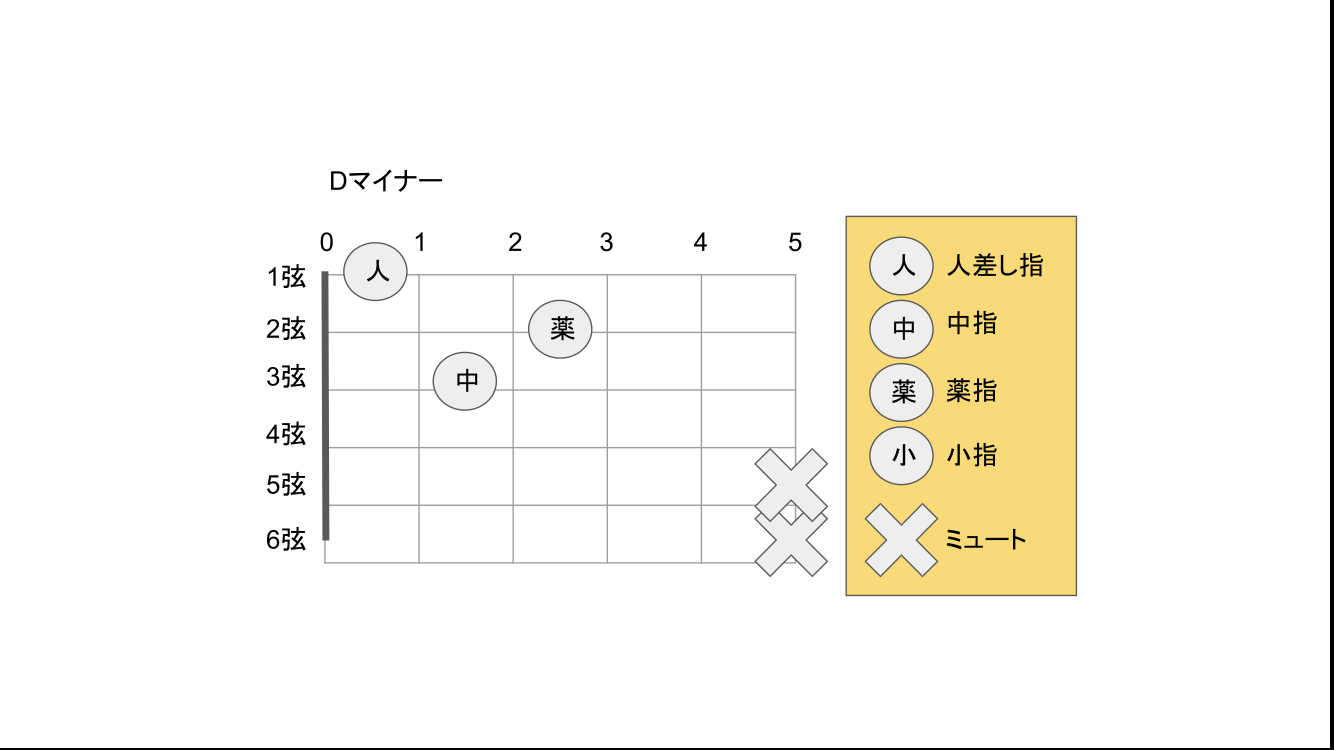 Dマイナー
0 1 2 3 4 5
1弦
2弦
3弦
4弦
5弦
6弦
人
薬
中
人 人差し指
中 中指
薬 薬指
小 小指
ミュート